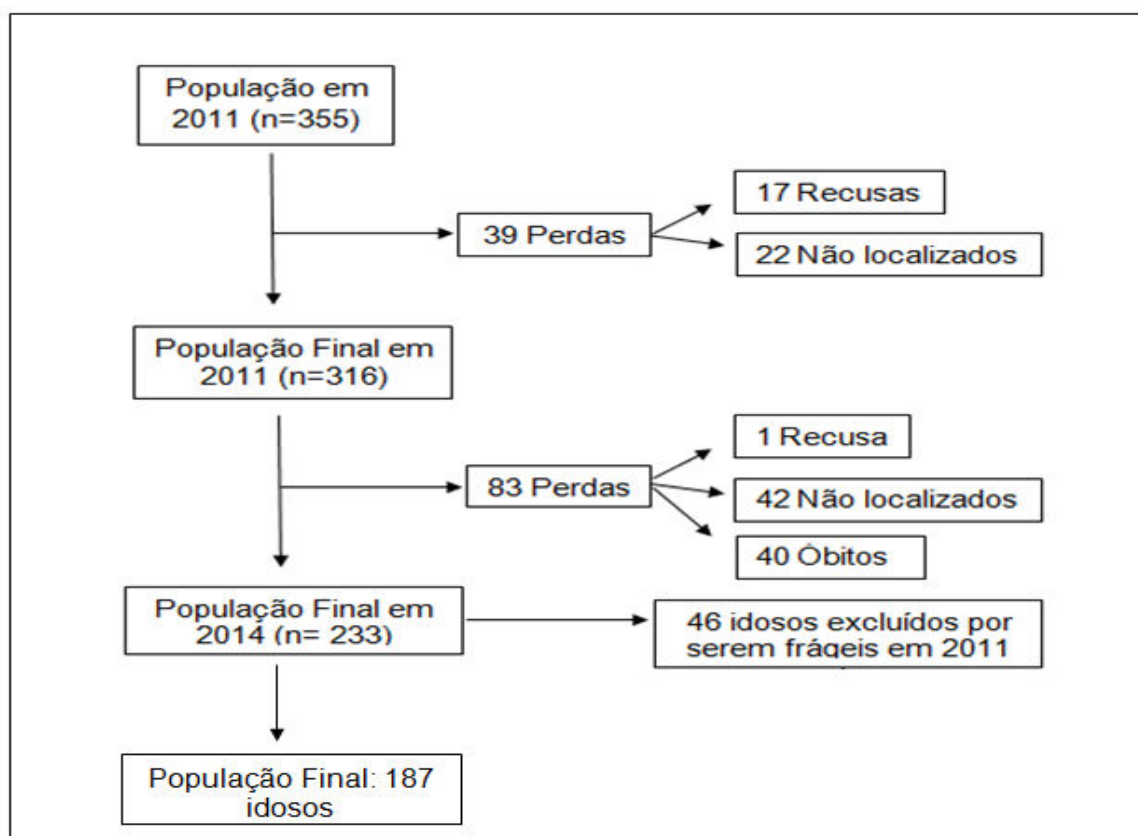 População em
2011 (n=355)
17 Recusas
39 Perdas
22 Não localizados
População Final em
2011 (n=316)
1 Recusa
83 Perdas
42 Não localizados
40 Óbitos
População Final em
2014 (n= 233)
46 idosos excluídos por
serem frágeis em 2011
População Final: 187
idosos